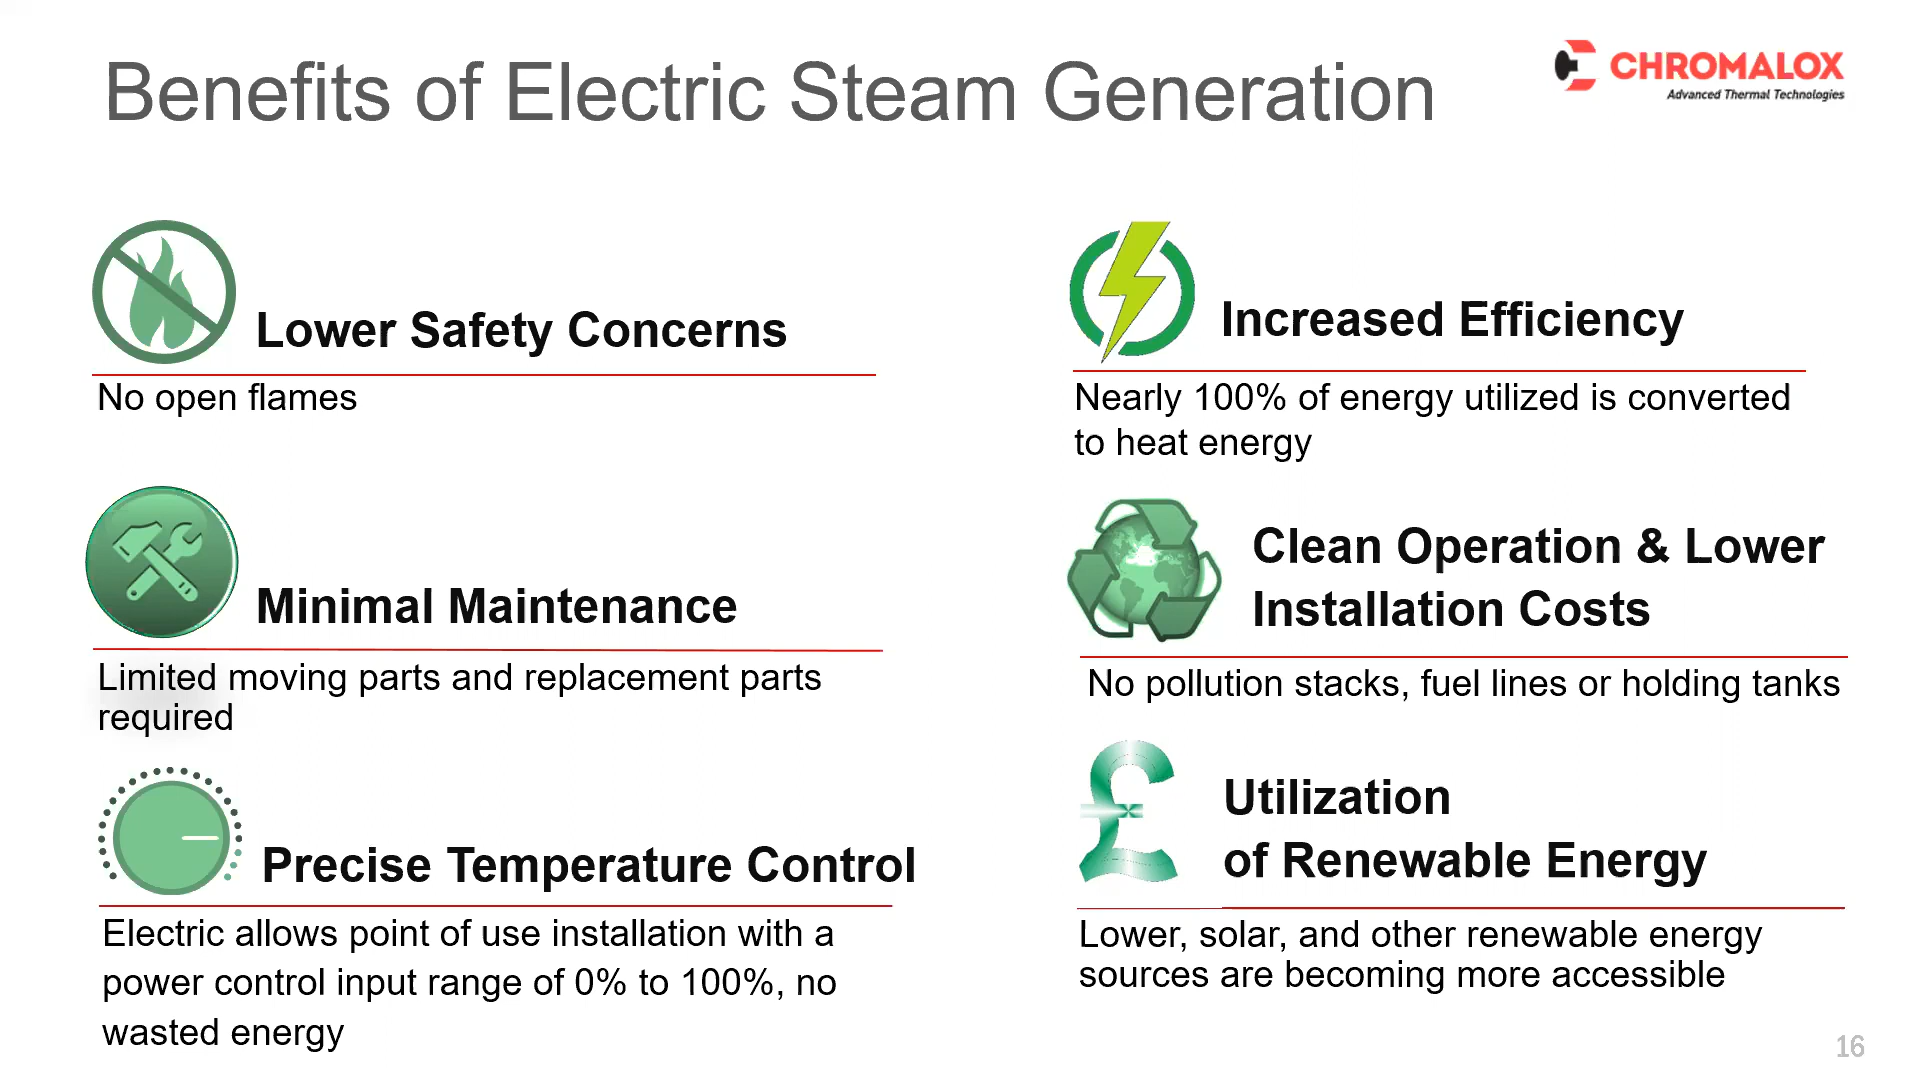 Benefits of Electric Steam Generation
CHROMALOX
Advanced Thermal Technologies
Lower Safety Concerns
No open flames
Minimal Maintenance
Limited moving parts and replacement parts
required
Precise Temperature Control
Electric allows point of use installation with a
power control input range of 0% to 100%, no
wasted energy
Increased Efficiency
Nearly 100% of energy utilized is converted
to heat energy
Clean Operation & Lower
Installation Costs
No pollution stacks, fuel lines or holding tanks
£
Utilization
of Renewable Energy
Lower, solar, and other renewable energy
sources are becoming more accessible
16